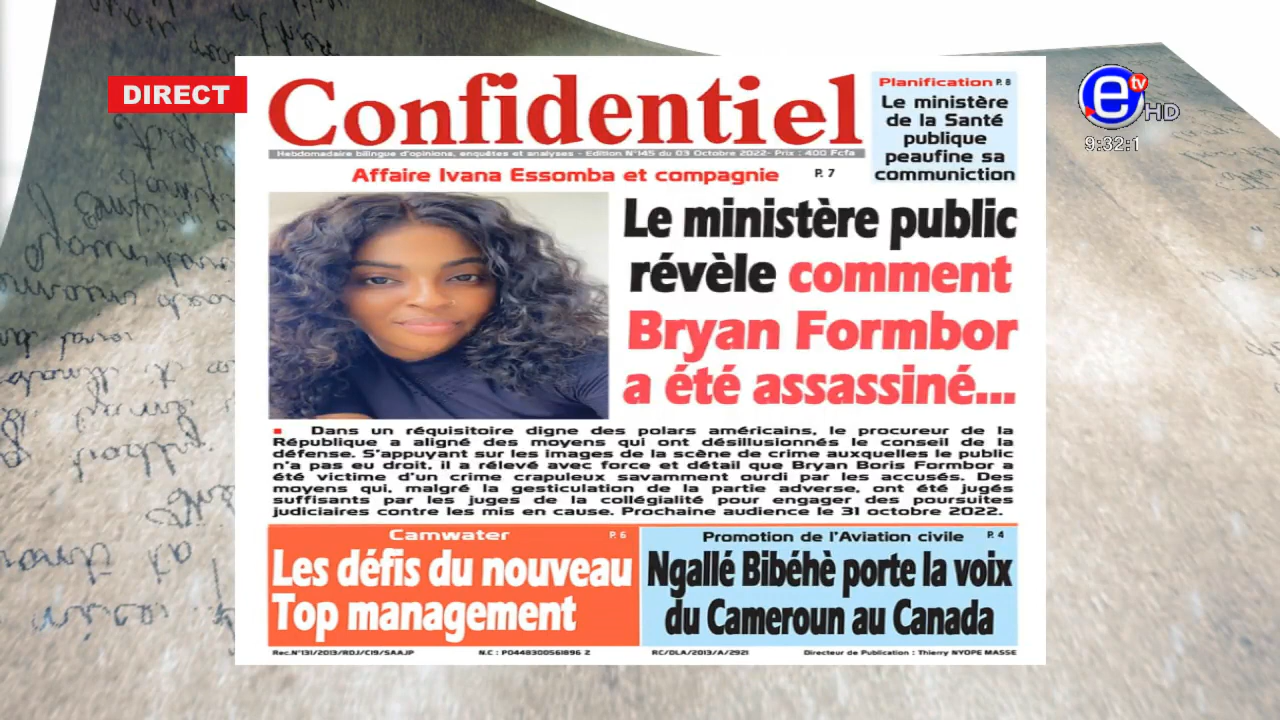 DIRECT
e tv HD
9:32:1
Confidentiel
Hebdomadaire bilingue d'opinions, enquêtes et analyses - Edition N°145 du 03 Octobre 2022- Prix : 400 Fcfa
Planification P. 8
Le ministère
de la Santé
publique
peaufine sa
communiction
Affaire Ivana Essomba et compagnie P. 7
Le ministère public
révèle comment
Bryan Formbor
a été assassiné...
Dans un réquisitoire digne des polars américains, le procureur de la
République a aligné des moyens qui ont désillusionnés le conseil de la
défense. S'appuyant sur les images de la scène de crime auxquelles le public
n'a pas eu droit, il a rélevé avec force et détail que Bryan Boris Formbor a
été victime d'un crime crapuleux savamment ourdi par les accusés. Des
moyens qui, malgré la gesticulation de la partie adverse, ont été jugés
suffisants par les juges de la collégialité pour engager des poursuites
judiciaires contre les mis en cause. Prochaine audience le 31 octobre 2022.
Camwater P. 6
Les défis du nouveau
Top management
Promotion de l'Aviation civile P. 4
Ngallé Bibéhè porte la voix
du Cameroun au Canada
Rec.N°131/2013/RDJ/C19/SAAJP N.C : P0448300561896 Z RC/DLA/2013/A/2921 Directeur de Publication : Thierry NYOPE MASSE